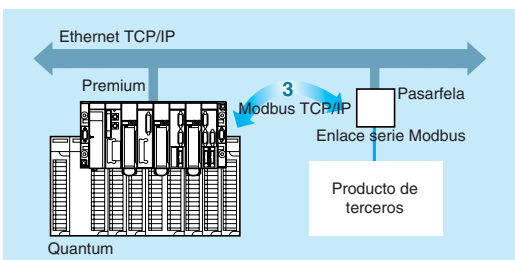 Ethernet TCP/IP
Premium
3
Modbus TCP/IP
Pasarfela
Enlace serie Modbus
Producto de
terceros
Quantum